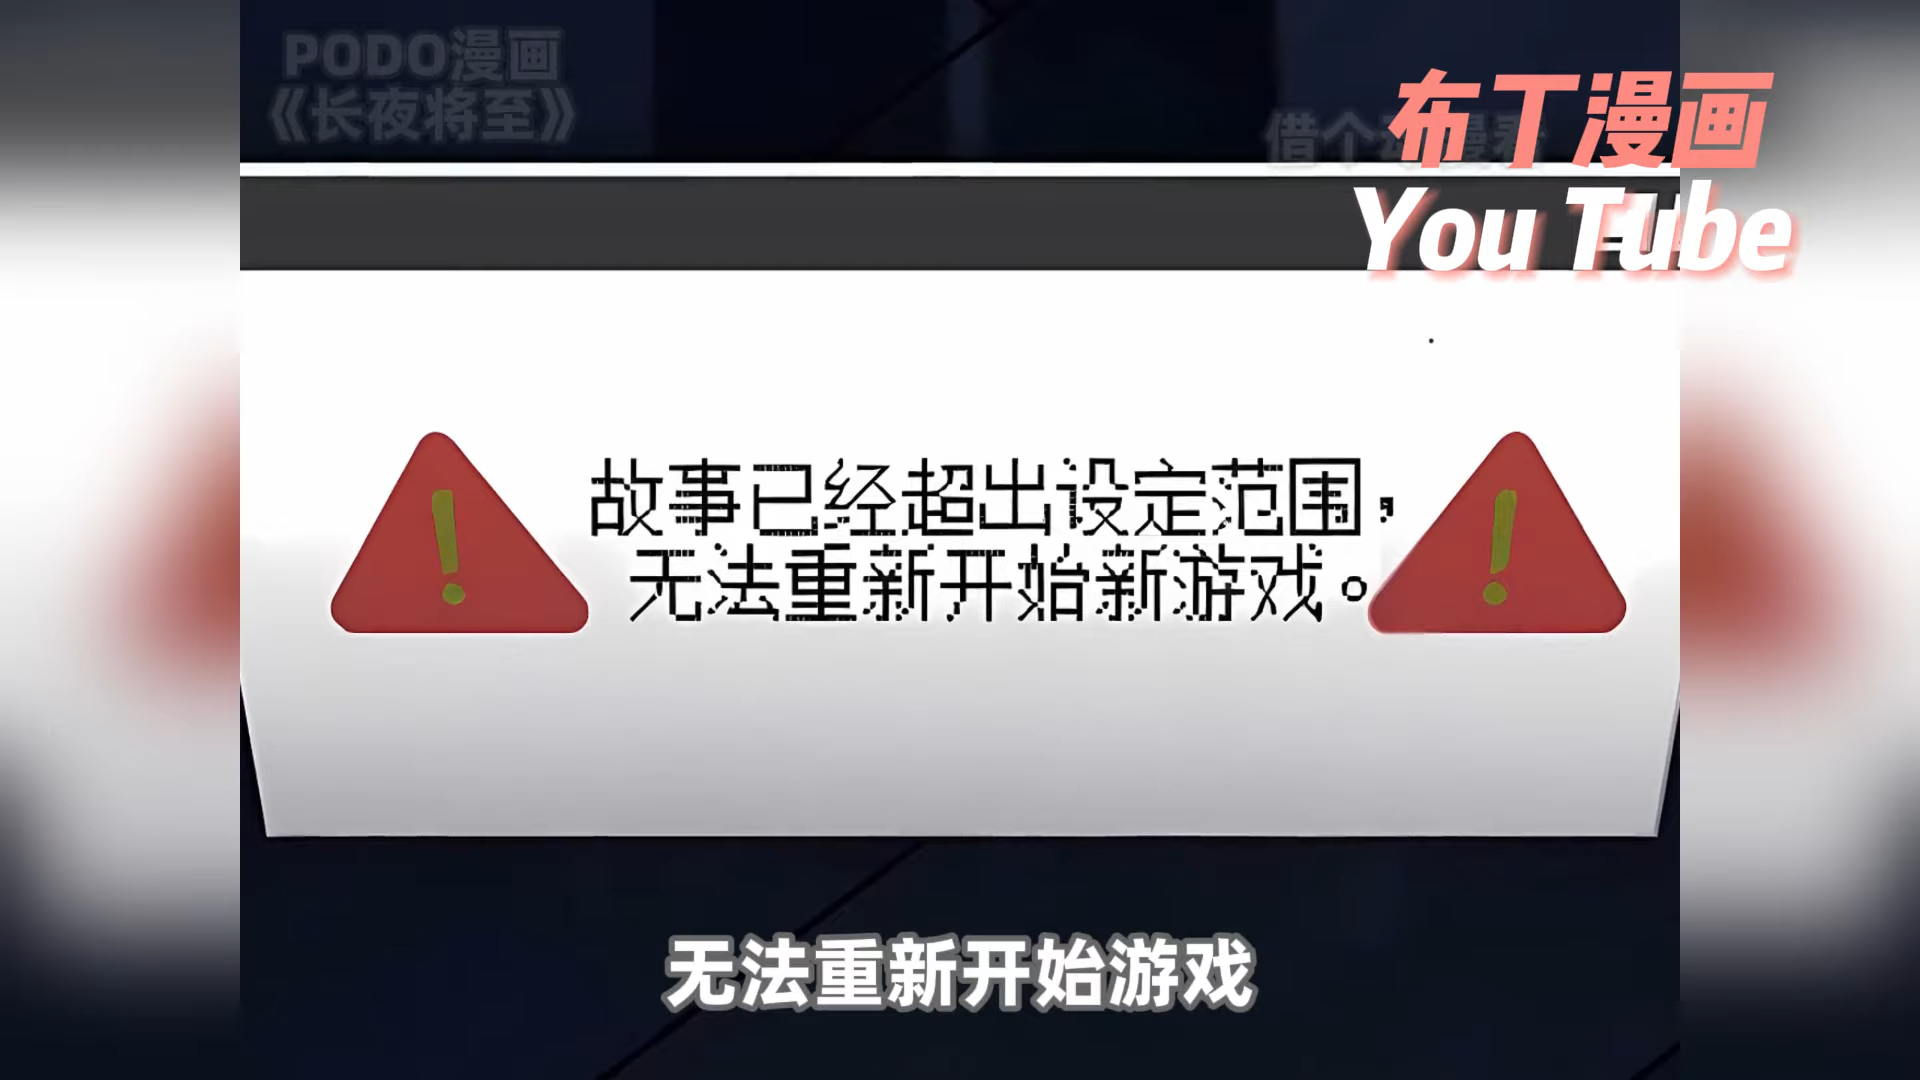 PODO漫画
《长夜将至》
布丁漫画
You Tube
故事已经超出设定范围，
无法重新开始新游戏。
无法重新开始游戏